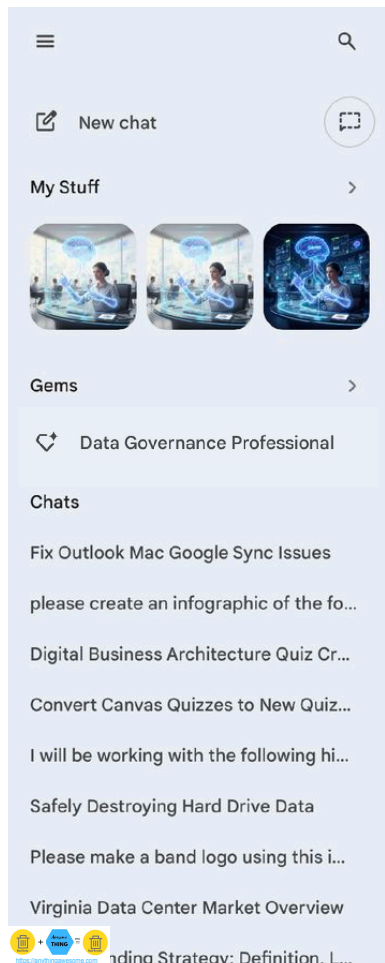 New chat
My Stuff
Gems
Data Governance Professional
Chats
Fix Outlook Mac Google Sync Issues
please create an infographic of the fo...
Digital Business Architecture Quiz Cr...
Convert Canvas Quizzes to New Quiz...
I will be working with the following hi...
Safely Destroying Hard Drive Data
Please make a band logo using this i...
Virginia Data Center Market Overview
nding Strategy: Definition, L...
+ THING =
https://anythingawesome.com